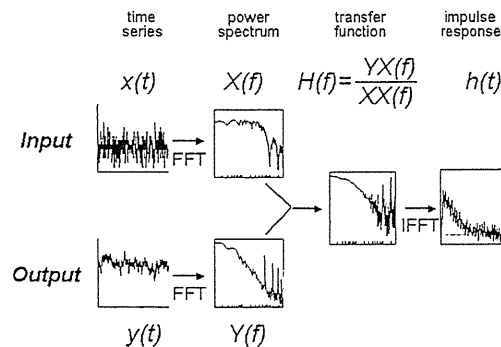 time series
power spectrum
transfer function
impulse response
x(t)
X(f)
H(f)= YX(f) / XX(f)
h(t)
Input
FFT
IFFT
Output
FFT
y(t)
Y(f)